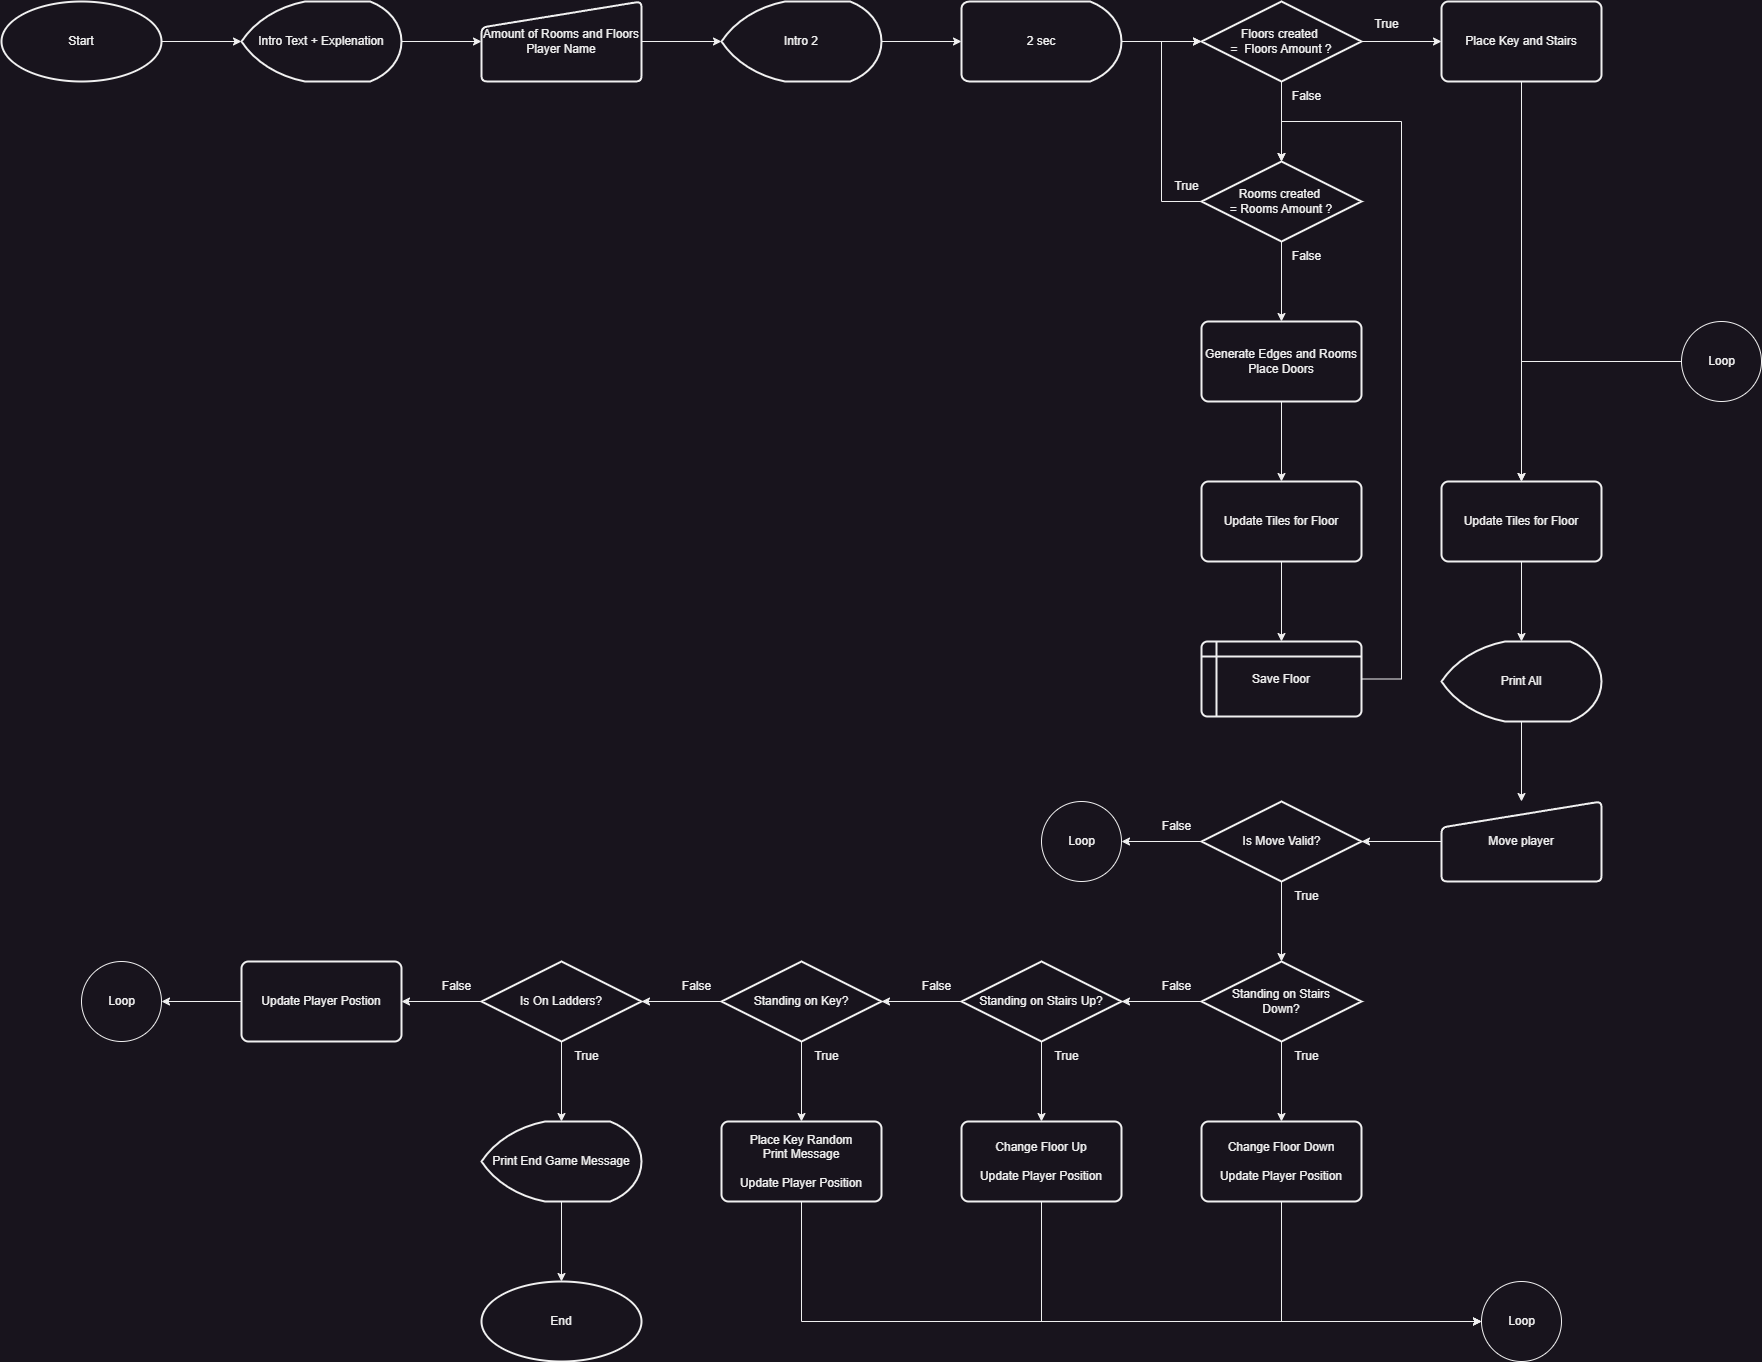 Start
Intro Text + Explenation
Amount of Rooms and Floors
Player Name
Intro 2
2 sec
Floors created
= Floors Amount ?
True
Place Key and Stairs
False
Rooms created
= Rooms Amount ?
True
False
Generate Edges and Rooms
Place Doors
Loop
Update Tiles for Floor
Update Tiles for Floor
Save Floor
Print All
Loop
False
Is Move Valid?
Move player
True
Loop
Update Player Postion
False
Is On Ladders?
False
Standing on Key?
False
Standing on Stairs Up?
False
Standing on Stairs
Down?
True
True
True
True
Print End Game Message
Place Key Random
Print Message
Update Player Position
Change Floor Up
Update Player Position
Change Floor Down
Update Player Position
End
Loop